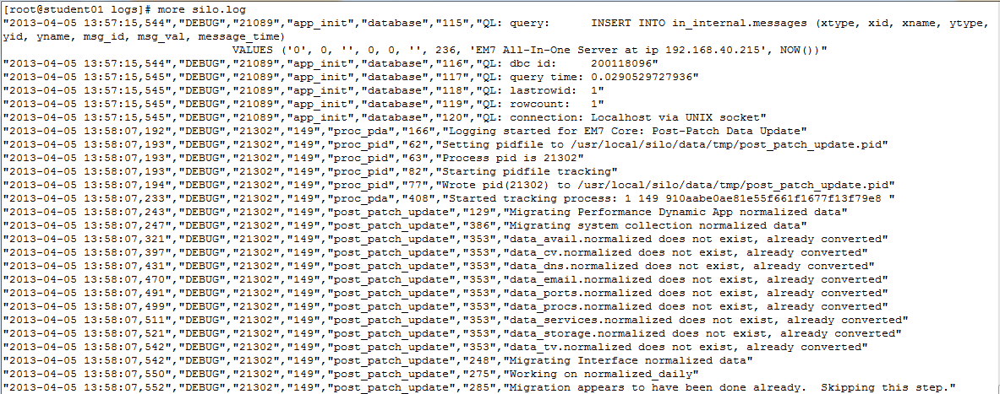 [root@student01 logs]# more silo.log
"2013-04-05 13:57:15,544","DEBUG","21089","app_init","database","115","QL: query:      INSERT INTO in_internal.messages (xtype, xid, xname, ytype,
yid, yname, msg_id, msg_val, message_time)
                                  VALUES ('0', 0, '', 0, 0, '', 236, 'EM7 All-In-One Server at ip 192.168.40.215', NOW())"
"2013-04-05 13:57:15,544","DEBUG","21089","app_init","database","116","QL: dbc id:     200118096"
"2013-04-05 13:57:15,545","DEBUG","21089","app_init","database","117","QL: query time: 0.0290529727936"
"2013-04-05 13:57:15,545","DEBUG","21089","app_init","database","118","QL: lastrowid:  1"
"2013-04-05 13:57:15,545","DEBUG","21089","app_init","database","119","QL: rowcount:   1"
"2013-04-05 13:57:15,545","DEBUG","21089","app_init","database","120","QL: connection: Localhost via UNIX socket"
"2013-04-05 13:58:07,192","DEBUG","21302","149","proc_pda","166","Logging started for EM7 Core: Post-Patch Data Update"
"2013-04-05 13:58:07,193","DEBUG","21302","149","proc_pid","62","Setting pidfile to /usr/local/silo/data/tmp/post_patch_update.pid"
"2013-04-05 13:58:07,193","DEBUG","21302","149","proc_pid","63","Process pid is 21302"
"2013-04-05 13:58:07,193","DEBUG","21302","149","proc_pid","82","Starting pidfile tracking"
"2013-04-05 13:58:07,194","DEBUG","21302","149","proc_pid","77","Wrote pid(21302) to /usr/local/silo/data/tmp/post_patch_update.pid"
"2013-04-05 13:58:07,233","DEBUG","21302","149","proc_pda","408","Started tracking process: 1 149 910aabe0ae81e55f661f1677f13f79e8 "
"2013-04-05 13:58:07,243","DEBUG","21302","149","post_patch_update","129","Migrating Performance Dynamic App normalized data"
"2013-04-05 13:58:07,247","DEBUG","21302","149","post_patch_update","386","Migrating system collection normalized data"
"2013-04-05 13:58:07,321","DEBUG","21302","149","post_patch_update","353","data_avail.normalized does not exist, already converted"
"2013-04-05 13:58:07,397","DEBUG","21302","149","post_patch_update","353","data_cv.normalized does not exist, already converted"
"2013-04-05 13:58:07,431","DEBUG","21302","149","post_patch_update","353","data_dns.normalized does not exist, already converted"
"2013-04-05 13:58:07,470","DEBUG","21302","149","post_patch_update","353","data_email.normalized does not exist, already converted"
"2013-04-05 13:58:07,491","DEBUG","21302","149","post_patch_update","353","data_ports.normalized does not exist, already converted"
"2013-04-05 13:58:07,499","DEBUG","21302","149","post_patch_update","353","data_procs.normalized does not exist, already converted"
"2013-04-05 13:58:07,511","DEBUG","21302","149","post_patch_update","353","data_services.normalized does not exist, already converted"
"2013-04-05 13:58:07,521","DEBUG","21302","149","post_patch_update","353","data_storage.normalized does not exist, already converted"
"2013-04-05 13:58:07,542","DEBUG","21302","149","post_patch_update","353","data_tv.normalized does not exist, already converted"
"2013-04-05 13:58:07,542","DEBUG","21302","149","post_patch_update","248","Migrating Interface normalized data"
"2013-04-05 13:58:07,550","DEBUG","21302","149","post_patch_update","275","Working on normalized_daily"
"2013-04-05 13:58:07,552","DEBUG","21302","149","post_patch_update","285","Migration appears to have been done already.  Skipping this step."